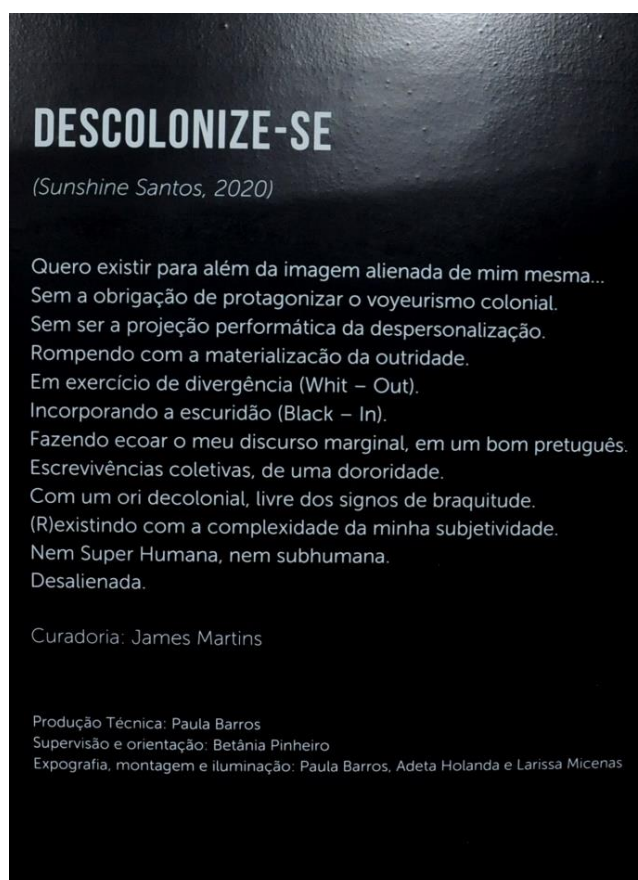 DESCOLONIZE-SE
(Sunshine Santos, 2020)
Quero existir para além da imagem alienada de mim mesma...
Sem a obrigação de protagonizar o voyeurismo colonial.
Sem ser a projeção performática da despersonalização.
Rompendo com a materializacão da outridade.
Em exercício de divergência (Whit – Out).
Incorporando a escuridão (Black – In).
Fazendo ecoar o meu discurso marginal, em um bom pretuguês.
Escrevivências coletivas, de uma dororidade.
Com um ori decolonial, livre dos signos de braquitude.
(R)existindo com a complexidade da minha subjetividade.
Nem Super Humana, nem subhumana.
Desalienada.
Curadoria: James Martins
Produção Técnica: Paula Barros
Supervisão e orientação: Betânia Pinheiro
Expografia, montagem e iluminação: Paula Barros, Adeta Holanda e Larissa Micenas